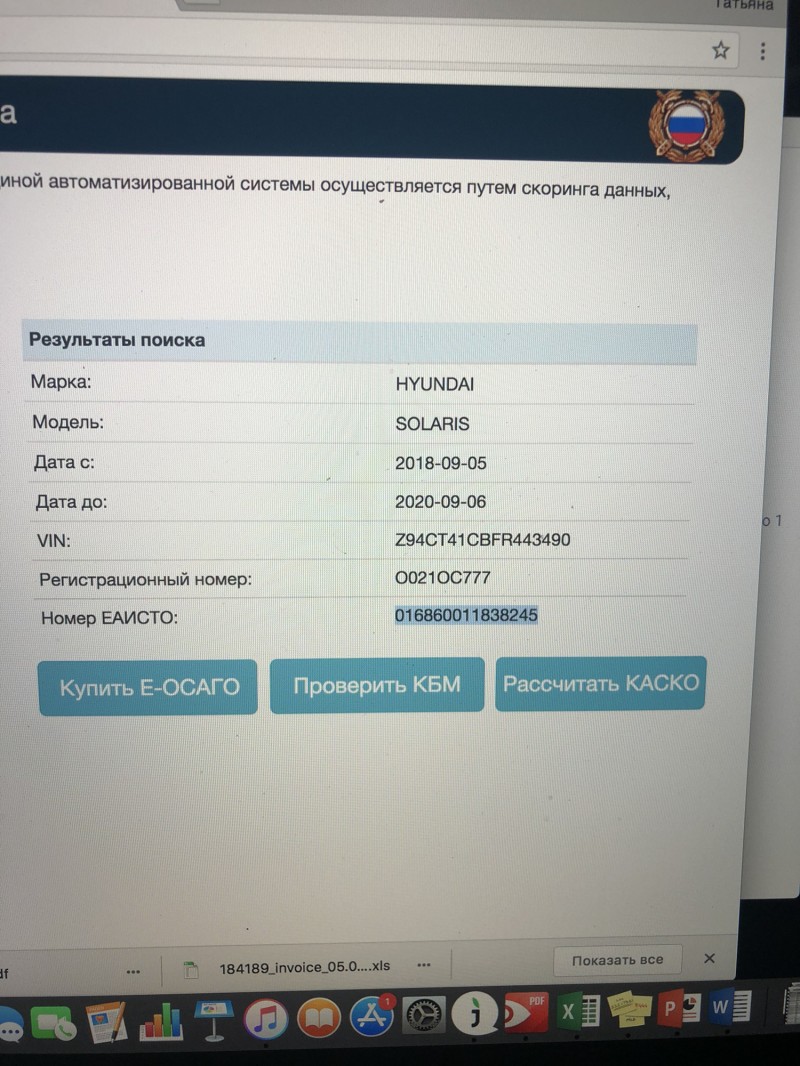 Татьяна
а
иной автоматизированной системы осуществляется путем скоринга данных,
Результаты поиска
Марка: HYUNDAI
Модель: SOLARIS
Дата с: 2018-09-05
Дата до: 2020-09-06
VIN: Z94CT41CBFR443490
Регистрационный номер: О021ОС777
Номер ЕАИСТО: 016860011838245
Купить Е-ОСАГО Проверить КБМ Рассчитать КАСКО
о 1
df ... 184189_invoice_05.0....xls ... Показать все ×
1
PDF
X
P
W